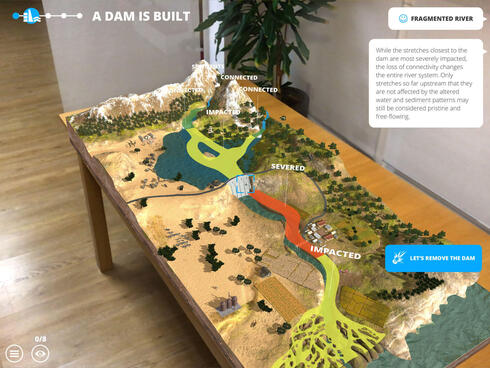 A DAM IS BUILT
FRAGMENTED RIVER
While the stretches closest to the
dam are most severely impacted,
the loss of connectivity changes
the entire river system. Only
stretches so far upstream that they
are not affected by the altered
water and sediment patterns may
still be considered pristine and
free-flowing.
CONNECTED
CONNECTED
IMPACTED
SEVERED
IMPACTED
LET'S REMOVE THE DAM
0/8